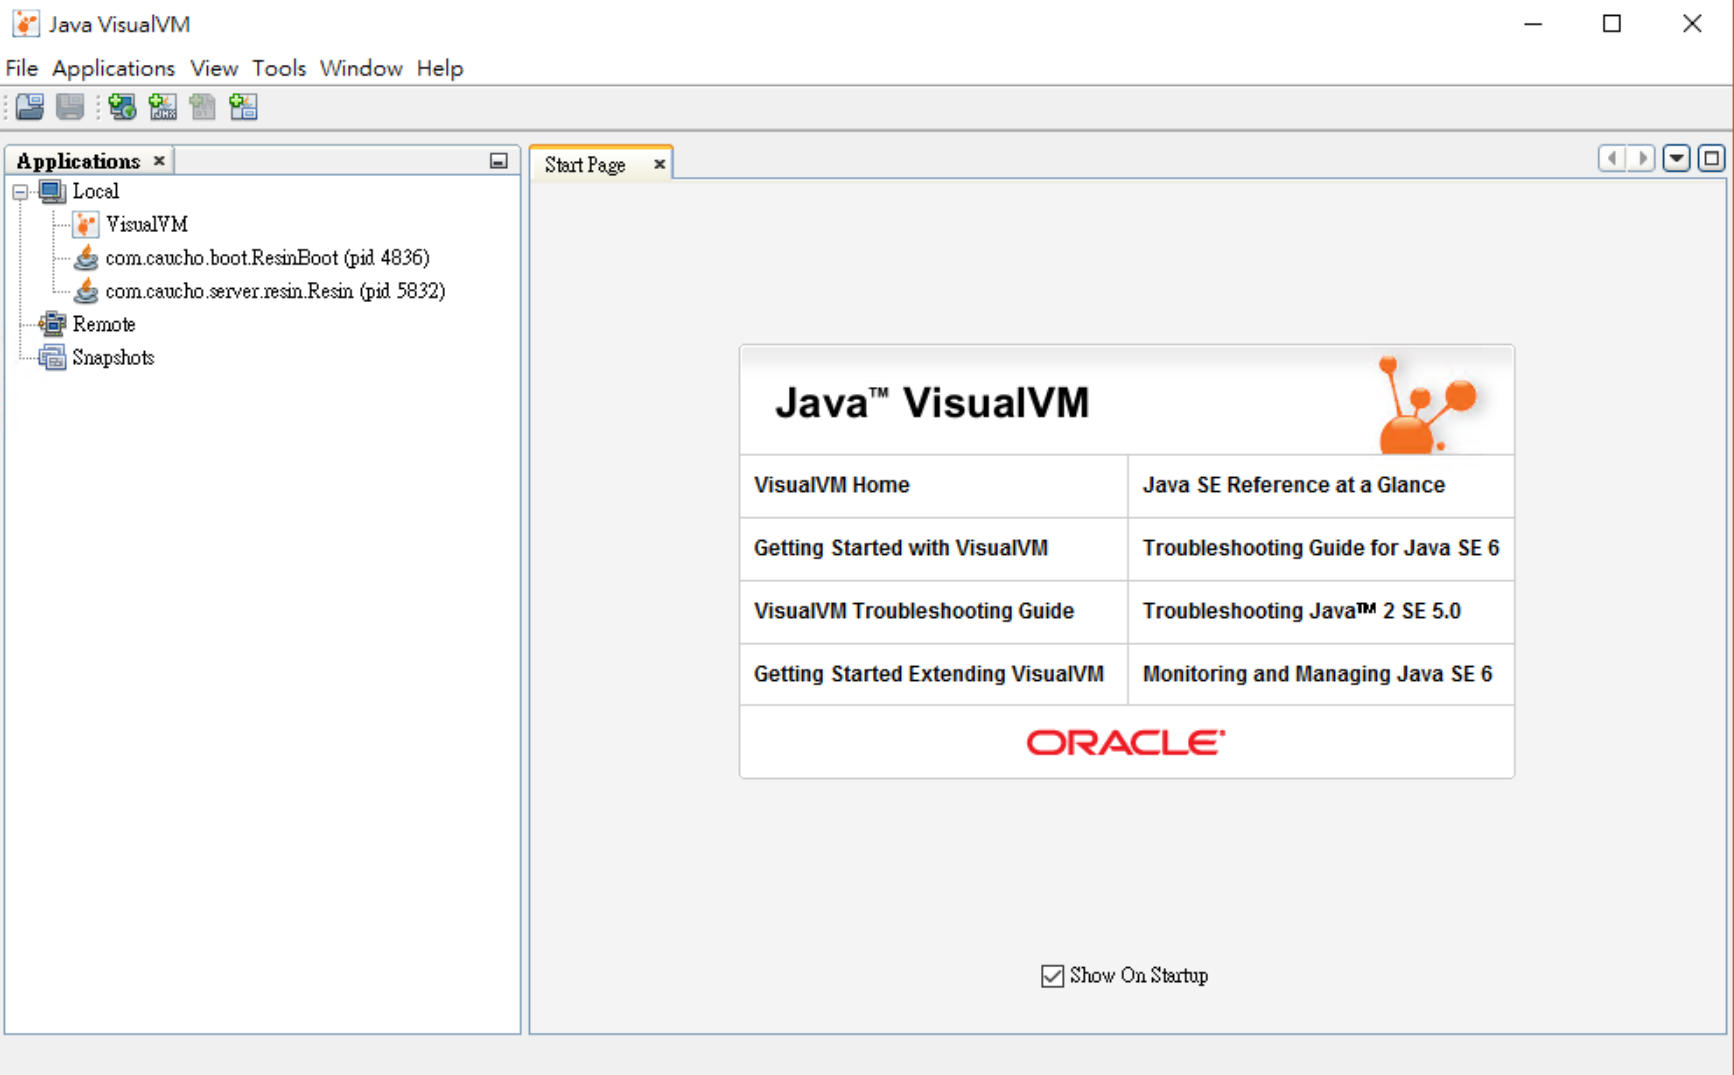 Java VisualVM
File Applications View Tools Window Help
Applications
Local
VisualVM
com.caucho.boot.ResinBoot (pid 4836)
com.caucho.server.resin.Resin (pid 5832)
Remote
Snapshots
Start Page
Java™ VisualVM
VisualVM Home
Java SE Reference at a Glance
Getting Started with VisualVM
Troubleshooting Guide for Java SE 6
VisualVM Troubleshooting Guide
Troubleshooting Java™ 2 SE 5.0
Getting Started Extending VisualVM
Monitoring and Managing Java SE 6
ORACLE
Show On Startup